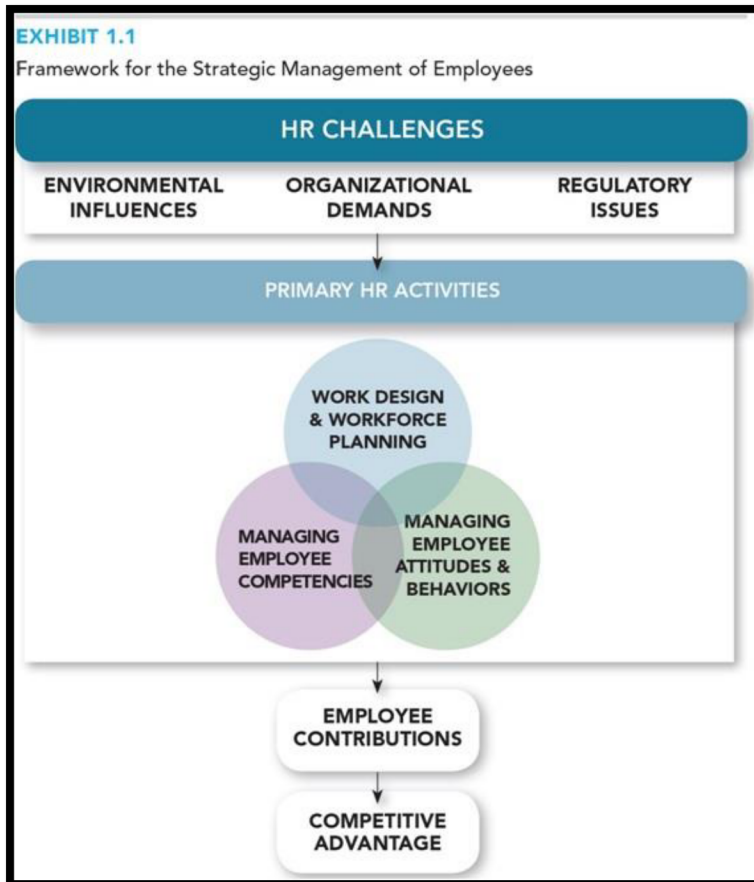 EXHIBIT 1.1
Framework for the Strategic Management of Employees
HR CHALLENGES
ENVIRONMENTAL
INFLUENCES
ORGANIZATIONAL
DEMANDS
REGULATORY
ISSUES
PRIMARY HR ACTIVITIES
WORK DESIGN
& WORKFORCE
PLANNING
MANAGING
EMPLOYEE
COMPETENCIES
MANAGING
EMPLOYEE
ATTITUDES &
BEHAVIORS
EMPLOYEE
CONTRIBUTIONS
COMPETITIVE
ADVANTAGE